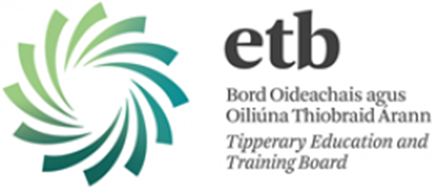 etb
Bord Oideachais agus
Oiliúna Thiobraid Árann
Tipperary Education and
Training Board